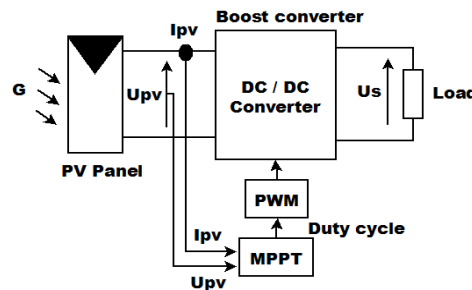 Boost converter
Ipv
G
Upv
DC / DC
Converter
Us
Load
PV Panel
PWM
Duty cycle
Ipv
MPPT
Upv